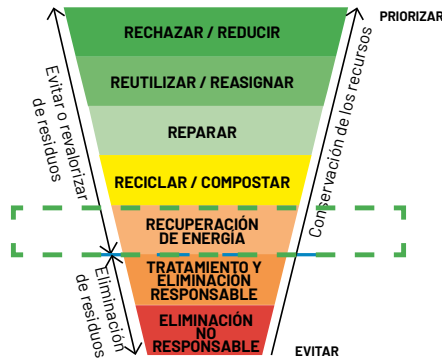 RECHAZAR / REDUCIR
PRIORIZAR
REUTILIZAR / REASIGNAR
REPARAR
RECICLAR / COMPOSTAR
RECUPERACIÓN
DE ENERGÍA
TRATAMIENTO Y
ELIMINACIÓN
RESPONSABLE
ELIMINACIÓN
NO
RESPONSABLE
EVITAR
Evitar o revalorizar
de residuos
Eliminación
de residuos
Conservación de los recursos